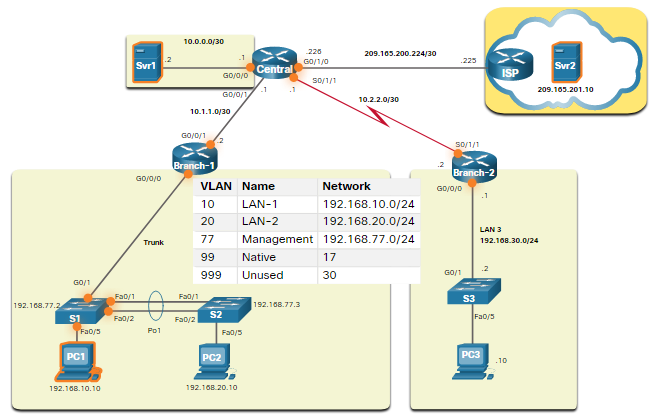 10.0.0.0/30
Svr1
.2
.1
G0/0/0
Central
.226
G0/1/0
209.165.200.224/30
.225
ISP
Svr2
209.165.201.10
G0/0/1
.1
S0/1/1
.1
10.2.2.0/30
10.1.1.0/30
G0/0/1
.2
Branch-1
G0/0/0
S0/1/1
.2
Branch-2
G0/0/0
.1
VLAN Name Network
10 LAN-1 192.168.10.0/24
20 LAN-2 192.168.20.0/24
77 Management 192.168.77.0/24
99 Native 17
999 Unused 30
Trunk
LAN 3
192.168.30.0/24
G0/1
192.168.77.2
S1
Fa0/1
Fa0/1
Fa0/2
Fa0/2
Po1
S2
192.168.77.3
Fa0/5
PC1
192.168.10.10
Fa0/5
PC2
192.168.20.10
G0/1
.2
S3
Fa0/5
PC3
.10